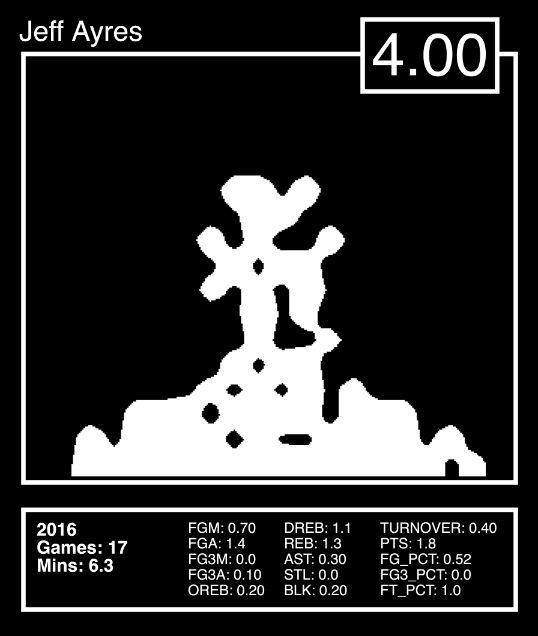 Jeff Ayres
4.00
2016
Games: 17
Mins: 6.3
FGM: 0.70
FGA: 1.4
FG3M: 0.0
FG3A: 0.10
OREB: 0.20
DREB: 1.1
REB: 1.3
AST: 0.30
STL: 0.0
BLK: 0.20
TURNOVER: 0.40
PTS: 1.8
FG_PCT: 0.52
FG3_PCT: 0.0
FT_PCT: 1.0